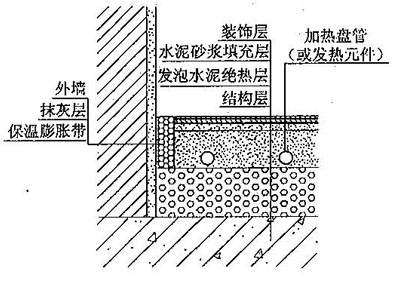 装饰层
水泥砂浆填充层
发泡水泥绝热层
结构层
加热盘管
(或发热元件)
外墙
抹灰层
保温膨胀带